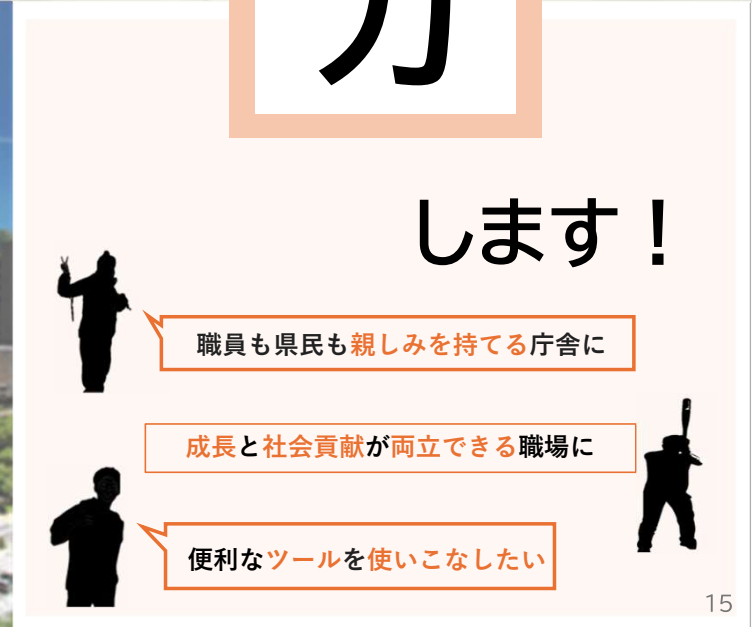 力
します！
職員も県民も親しみを持てる庁舎に
成長と社会貢献が両立できる職場に
便利なツールを使いこなしたい
15